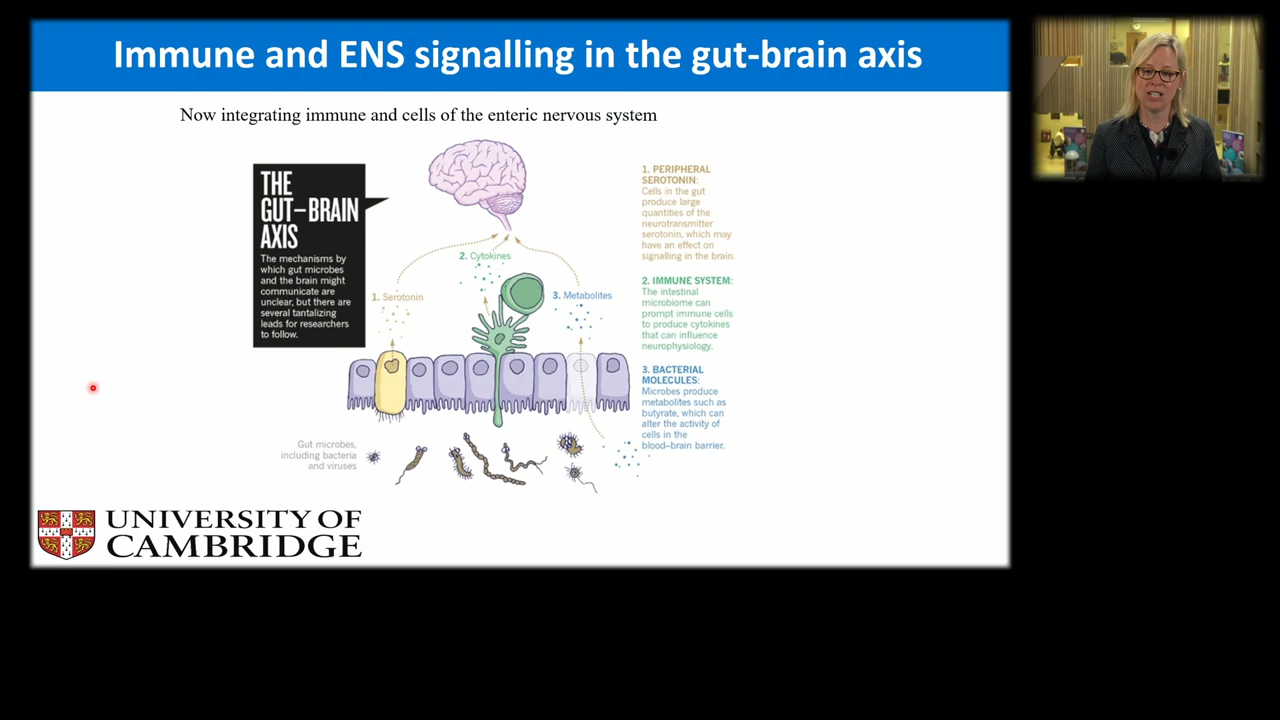 Immune and ENS signalling in the gut-brain axis
Now integrating immune and cells of the enteric nervous system
THE
GUT–BRAIN
AXIS
The mechanisms by
which gut microbes
and the brain might
communicate are
unclear, but there are
several tantalizing
leads for researchers
to follow.
2. Cytokines
1. Serotonin
3. Metabolites
Gut microbes,
including bacteria
and viruses
1. PERIPHERAL
SEROTONIN:
Cells in the gut
produce large
quantities of the
neurotransmitter
serotonin, which may
have an effect on
signalling in the brain.
2. IMMUNE SYSTEM:
The intestinal
microbiome can
prompt immune cells
to produce cytokines
that can influence
neurophysiology.
3. BACTERIAL
MOLECULES:
Microbes produce
metabolites such as
butyrate, which can
alter the activity of
cells in the
blood–brain barrier.
UNIVERSITY OF
CAMBRIDGE